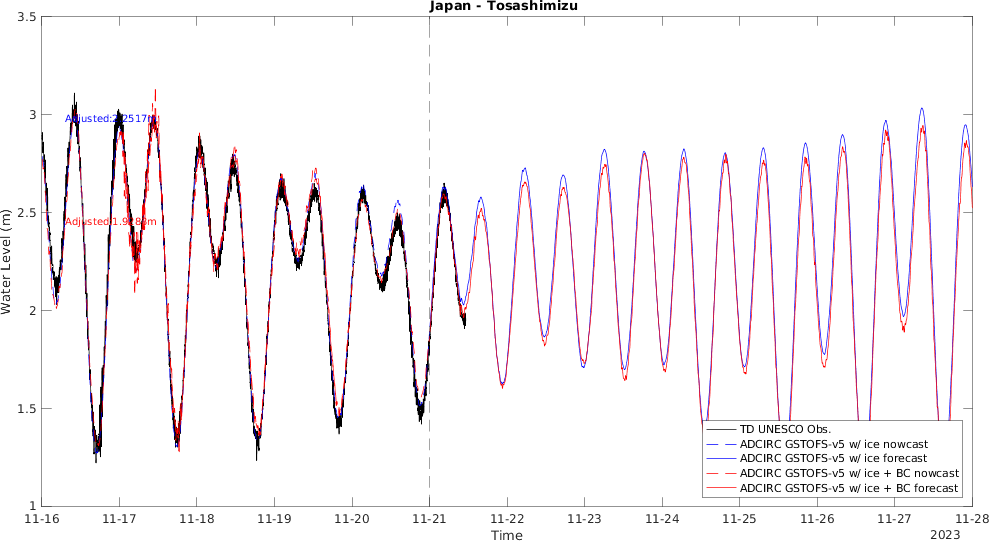 Japan - Tosashimizu
3.5
3
2.5
2
1.5
1
Water Level (m)
11-16 11-17 11-18 11-19 11-20 11-21 11-22 11-23 11-24 11-25 11-26 11-27 11-28
Time
2023
TD UNESCO Obs.
ADCIRC GSTOFS-v5 w/ ice nowcast
ADCIRC GSTOFS-v5 w/ ice forecast
ADCIRC GSTOFS-v5 w/ ice + BC nowcast
ADCIRC GSTOFS-v5 w/ ice + BC forecast